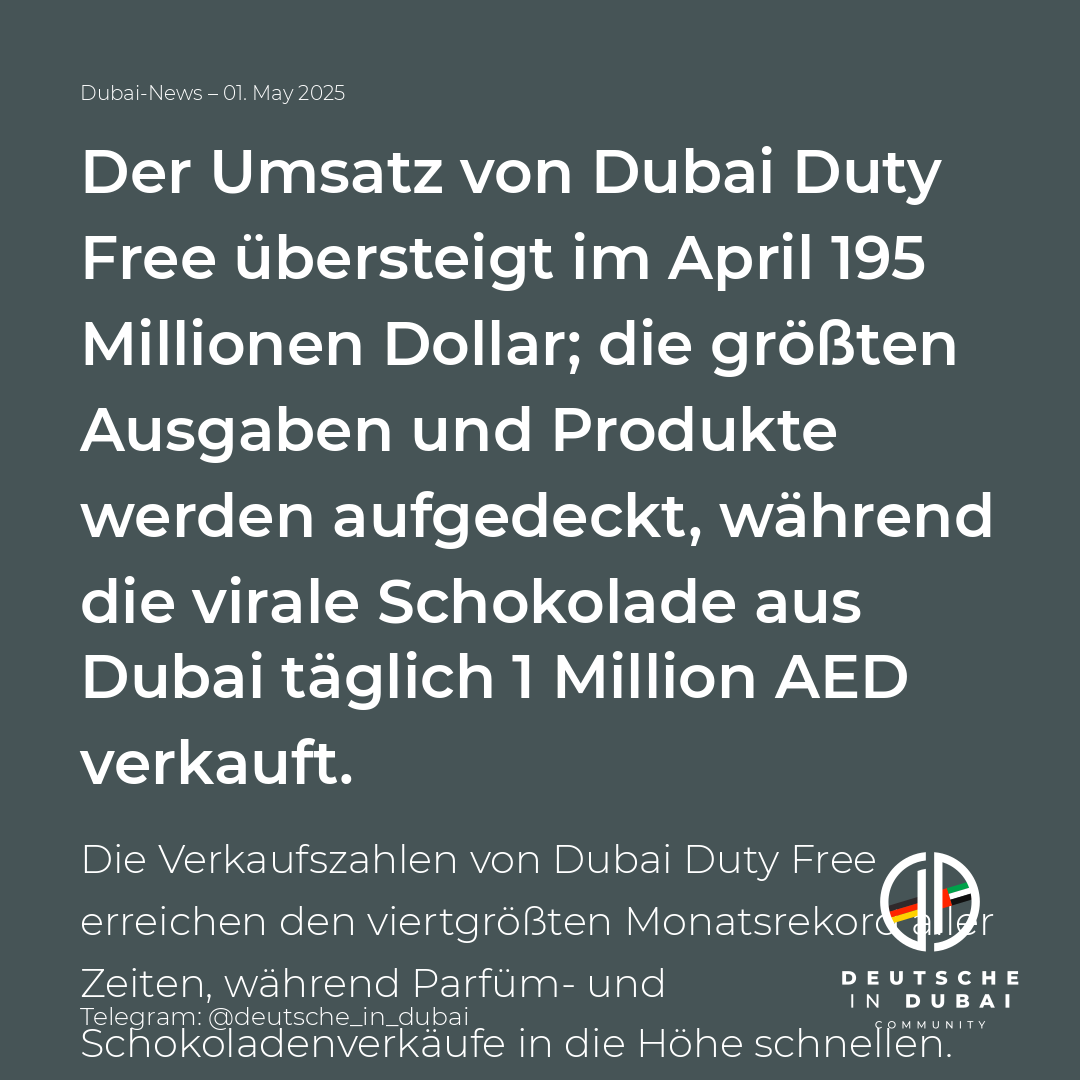 Dubai-News – 01. May 2025
Der Umsatz von Dubai Duty
Free übersteigt im April 195
Millionen Dollar; die größten
Ausgaben und Produkte
werden aufgedeckt, während
die virale Schokolade aus
Dubai täglich 1 Million AED
verkauft.
Die Verkaufszahlen von Dubai Duty Free
erreichen den viertgrößten Monatsrekord aller
Zeiten, während Parfüm- und
Telegram: @deutsche_in_dubai
Schokoladenverkäufe in die Höhe schnellen.
DEUTSCHE
IN DUBAI
COMMUNITY